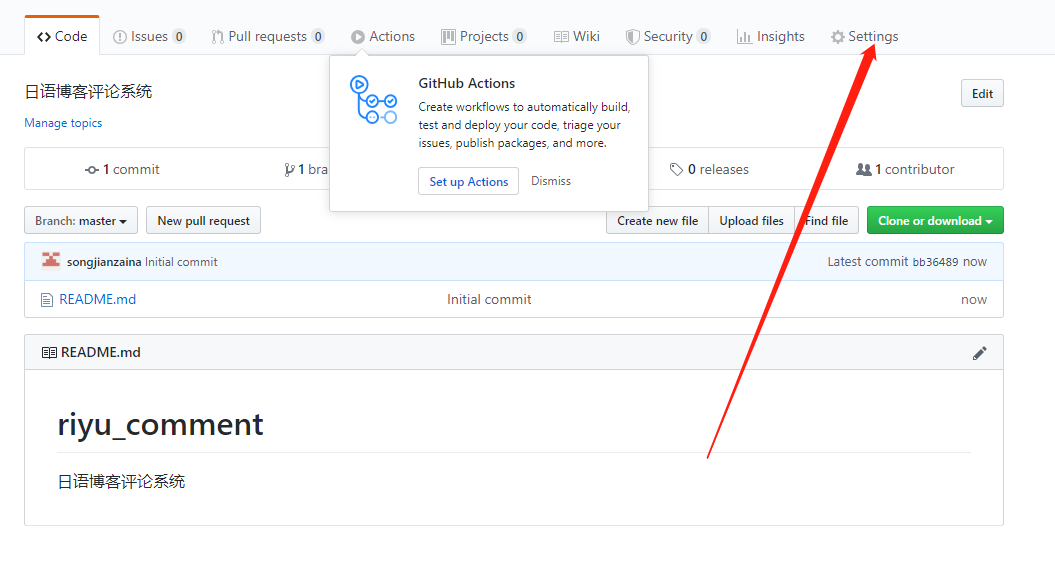 Code Issues 0 Pull requests 0 Actions Projects 0 Wiki Security 0 Insights Settings
日语博客评论系统
Edit
Manage topics
GitHub Actions
Create workflows to automatically build,
test and deploy your code, triage your
issues, publish packages, and more.
Set up Actions Dismiss
1 commit 1 bra 0 releases 1 contributor
Branch: master New pull request Create new file Upload files Find file Clone or download
songjianzaina Initial commit Latest commit bb36489 now
README.md Initial commit now
README.md
riyu_comment
日语博客评论系统